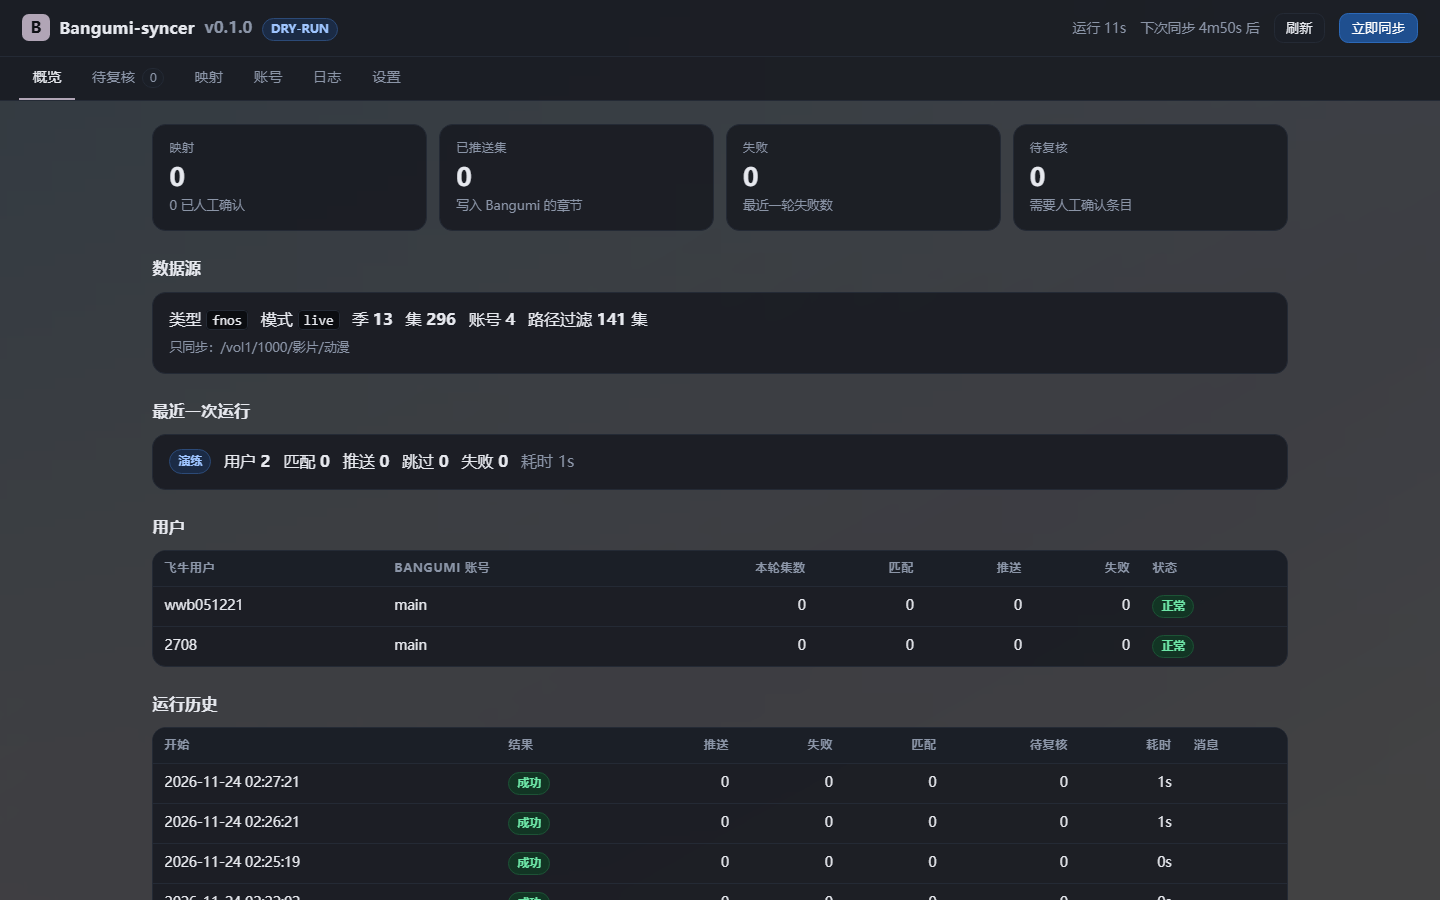 B Bangumi-syncer v0.1.0 DRY-RUN 运行 11s 下次同步 4m50s 后 刷新 立即同步
概览 待复核 0 映射 账号 日志 设置
映射 已推送集 失败 待复核
0 0 0 0
0 已人工确认 写入 Bangumi 的章节 最近一轮失败数 需要人工确认条目
数据源
类型 fnos 模式 live 季 13 集 296 账号 4 路径过滤 141 集
只同步：/vol1/1000/影片/动漫
最近一次运行
演练 用户 2 匹配 0 推送 0 跳过 0 失败 0 耗时 1s
用户
飞牛用户 BANGUMI 账号 本轮集数 匹配 推送 失败 状态
wwb051221 main 0 0 0 0 正常
2708 main 0 0 0 0 正常
运行历史
开始 结果 推送 失败 匹配 待复核 耗时 消息
2026-11-24 02:27:21 成功 0 0 0 0 1s
2026-11-24 02:26:21 成功 0 0 0 0 1s
2026-11-24 02:25:19 成功 0 0 0 0 0s